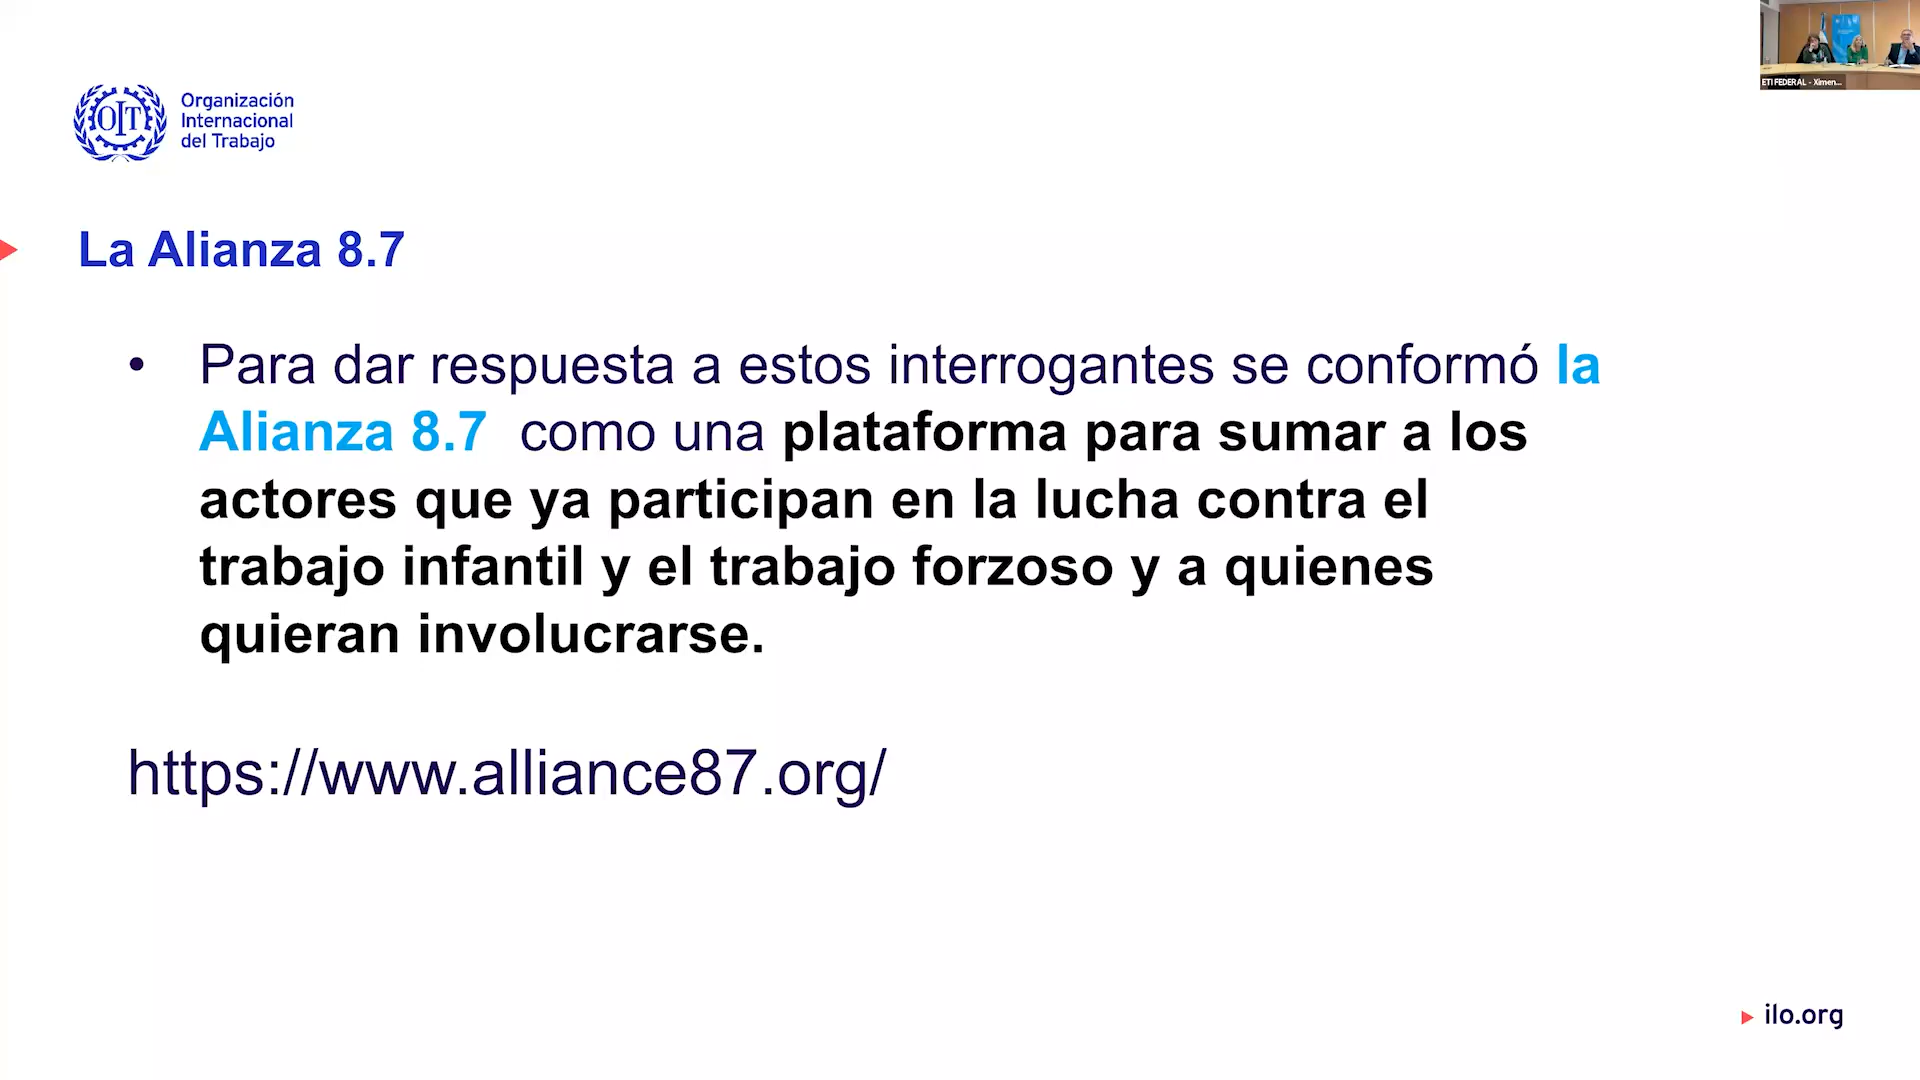 ETI FEDERAL - Ximen...
OIT
Organización
Internacional
del Trabajo
La Alianza 8.7
• Para dar respuesta a estos interrogantes se conformó la
Alianza 8.7 como una plataforma para sumar a los
actores que ya participan en la lucha contra el
trabajo infantil y el trabajo forzoso y a quienes
quieran involucrarse.
https://www.alliance87.org/
ilo.org